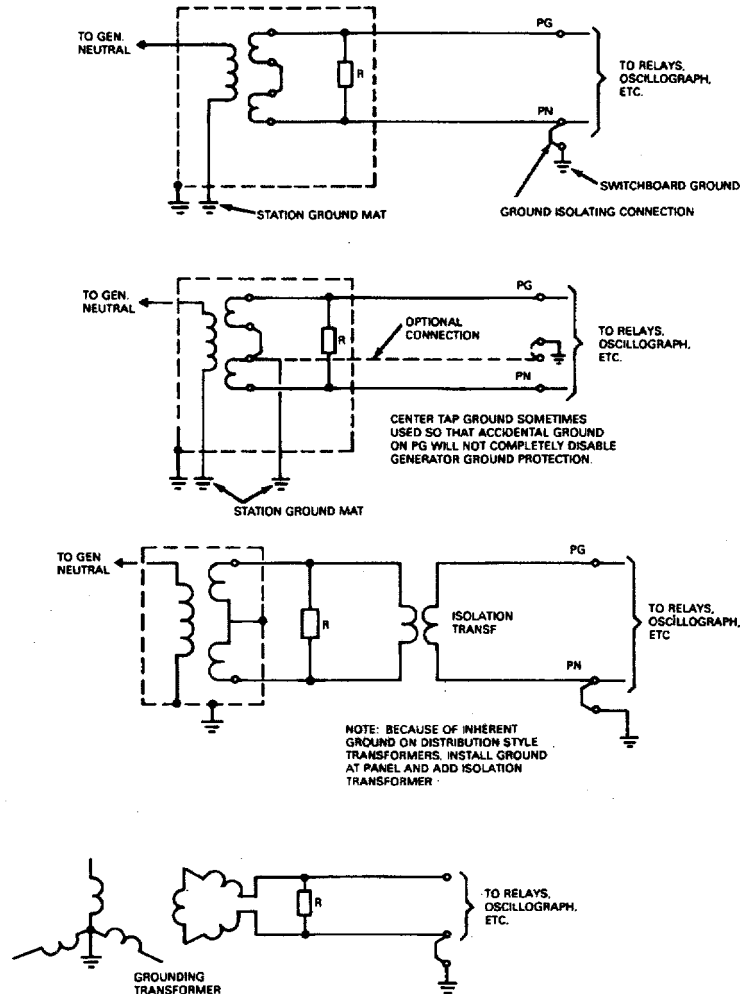 TO GEN.
NEUTRAL
R
PG
TO RELAYS,
OSCILLOGRAPH,
ETC.
PN
SWITCHBOARD GROUND
STATION GROUND MAT
GROUND ISOLATING CONNECTION
TO GEN.
NEUTRAL
PG
OPTIONAL
CONNECTION
R
TO RELAYS,
OSCILLOGRAPH,
ETC.
PN
CENTER TAP GROUND SOMETIMES
USED SO THAT ACCIDENTAL GROUND
ON PG WILL NOT COMPLETELY DISABLE
GENERATOR GROUND PROTECTION.
STATION GROUND MAT
TO GEN
NEUTRAL
PG
R
ISOLATION
TRANSF
TO RELAYS,
OSCILLOGRAPH,
ETC
PN
NOTE: BECAUSE OF INHERENT
GROUND ON DISTRIBUTION STYLE
TRANSFORMERS, INSTALL GROUND
AT PANEL AND ADD ISOLATION
TRANSFORMER
R
TO RELAYS,
OSCILLOGRAPH,
ETC.
GROUNDING
TRANSFORMER